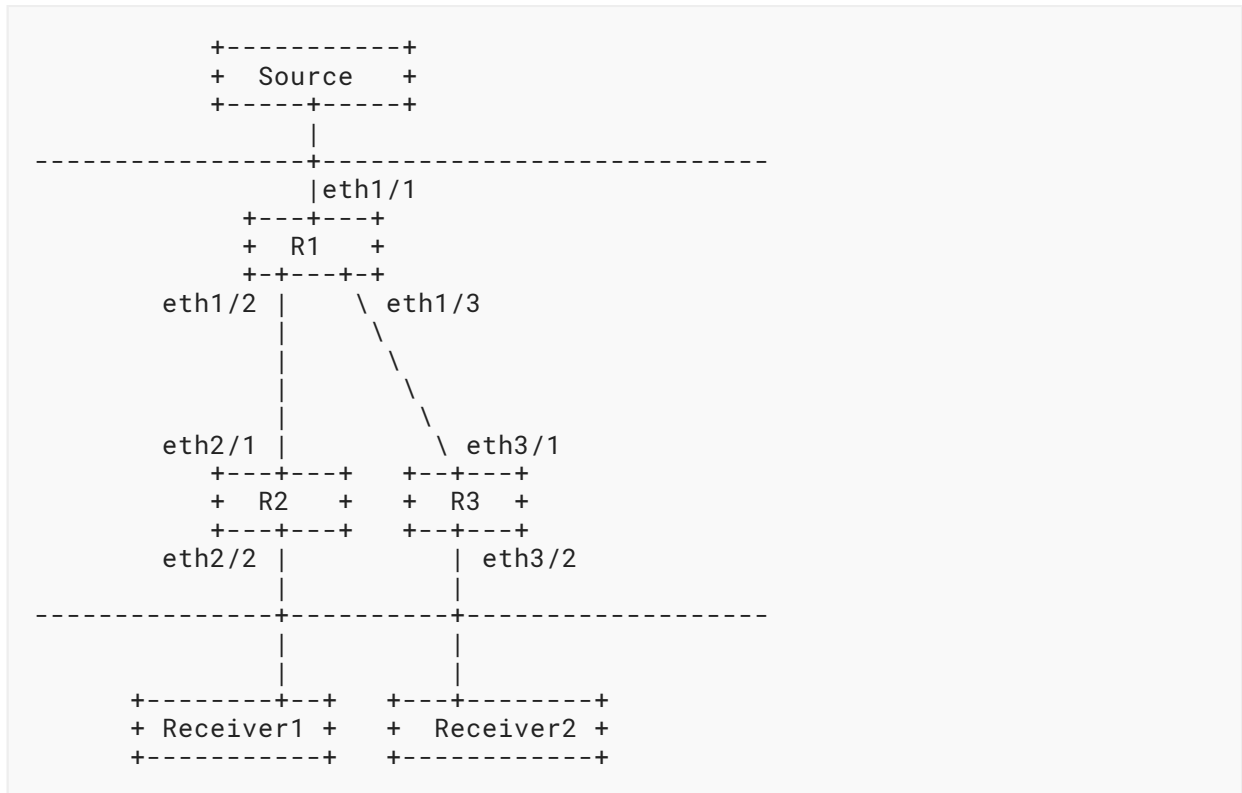 Source
eth1/1
R1
eth1/2 eth1/3
eth2/1 eth3/1
R2 R3
eth2/2 eth3/2
Receiver1 Receiver2